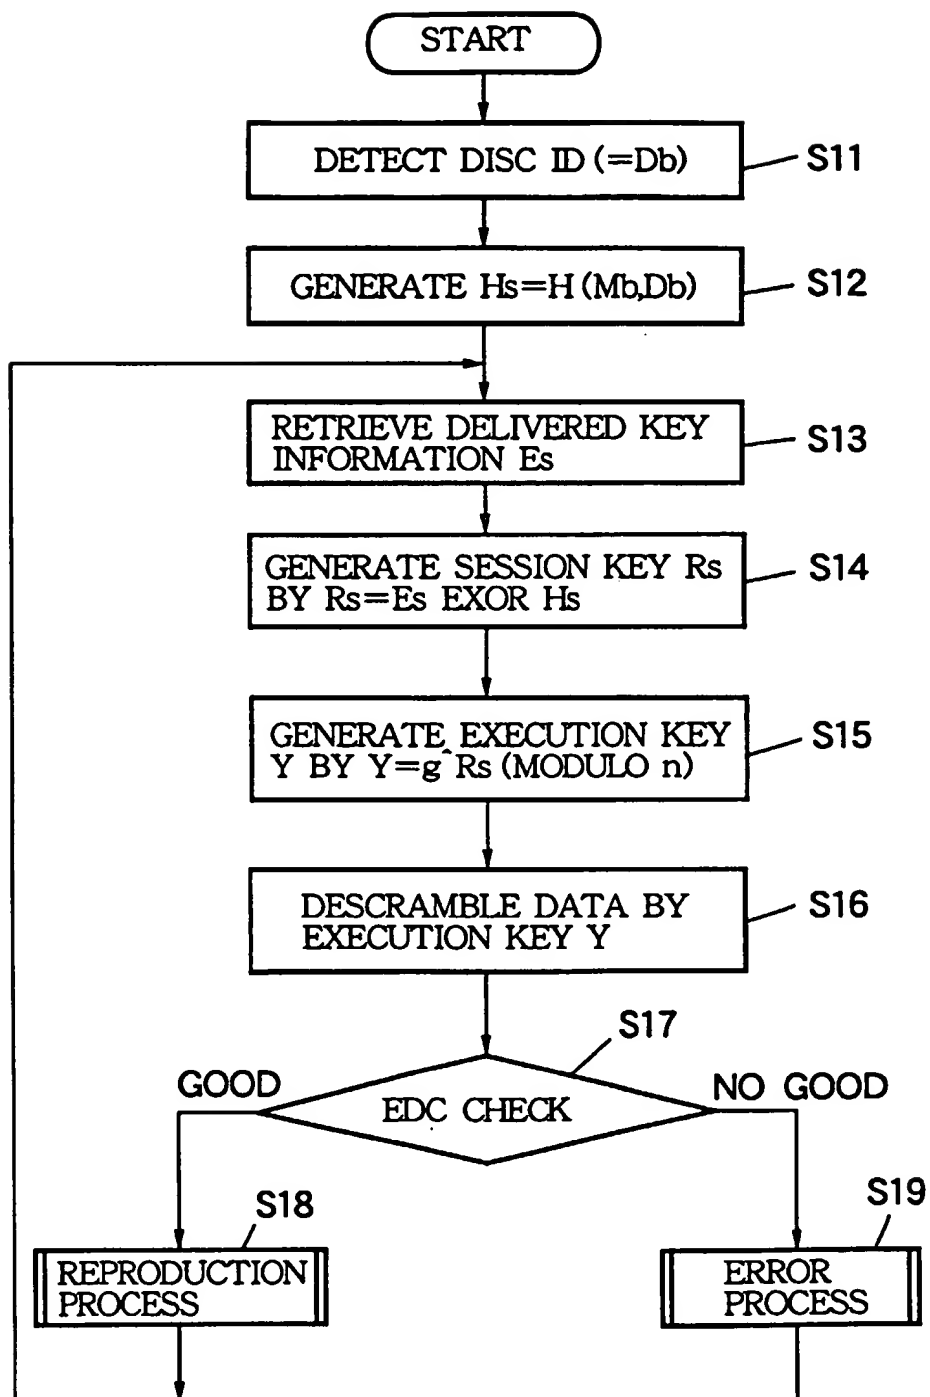 START
DETECT DISC ID (=Db)
S11
GENERATE Hs=H (Mb,Db)
S12
RETRIEVE DELIVERED KEY
INFORMATION Es
S13
GENERATE SESSION KEY Rs
BY Rs=Es EXOR Hs
S14
GENERATE EXECUTION KEY
Y BY Y=g^Rs (MODULO n)
S15
DESCRAMBLE DATA BY
EXECUTION KEY Y
S16
S17
GOOD
EDC CHECK
NO GOOD
S18
REPRODUCTION
PROCESS
S19
ERROR
PROCESS